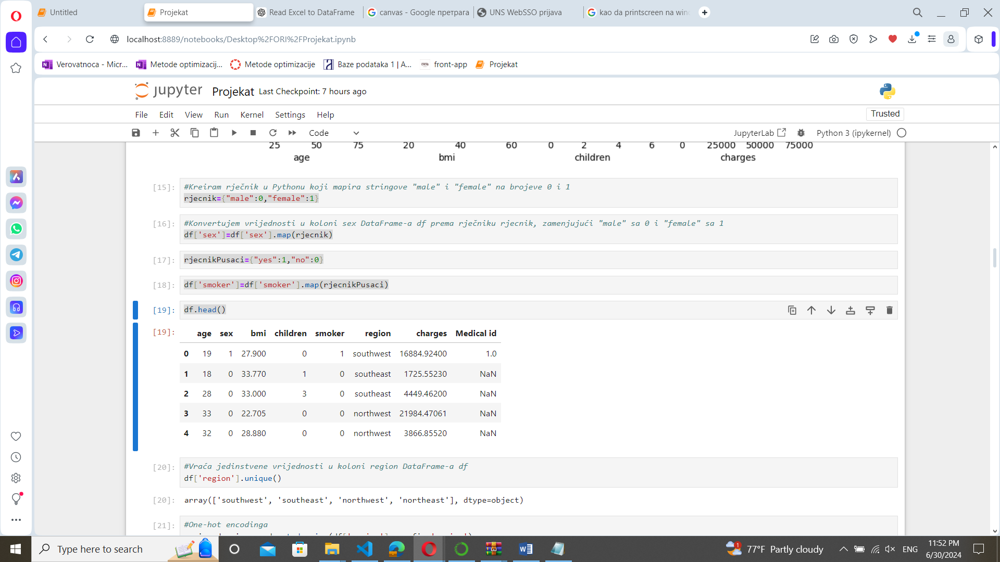 Untitled
Projekat
Read Excel to DataFrame
canvas - Google претрага
UNS WebSSO prijava
kao da printscreen na wind
localhost:8889/notebooks/Desktop%2FORI%2FProjekat.ipynb
Verovatnoca - Micr...
Metode optimizacij...
Metode optimizacije
Baze podataka 1 | A...
front-app
Projekat
jupyter
Projekat
Last Checkpoint: 7 hours ago
File
Edit
View
Run
Kernel
Settings
Help
Trusted
Code
JupyterLab
Python 3 (ipykernel)
25 50 75 20 40 60 0 2 4 6 0 25000 50000 75000
age bmi children charges
[15]:
#Kreiram rječnik u Pythonu koji mapira stringove "male" i "female" na brojeve 0 i 1
rjecnik={"male":0,"female":1}
[16]:
#Konvertujem vrijednosti u koloni sex DataFrame-a df prema rječniku rjecnik, zamenjujući "male" sa 0 i "female" sa 1
df['sex']=df['sex'].map(rjecnik)
[17]:
rjecnikPusaci={"yes":1,"no":0}
[18]:
df['smoker']=df['smoker'].map(rjecnikPusaci)
[19]:
df.head()
[19]:
age sex bmi children smoker region charges Medical id
0 19 1 27.900 0 1 southwest 16884.92400 1.0
1 18 0 33.770 1 0 southeast 1725.55230 NaN
2 28 0 33.000 3 0 southeast 4449.46200 NaN
3 33 0 22.705 0 0 northwest 21984.47061 NaN
4 32 0 28.880 0 0 northwest 3866.85520 NaN
[20]:
#Vraća jedinstvene vrijednosti u koloni region DataFrame-a df
df['region'].unique()
[20]:
array(['southwest', 'southeast', 'northwest', 'northeast'], dtype=object)
[21]:
#One-hot encodinga
Type here to search
77°F Partly cloudy
ENG
11:52 PM
6/30/2024